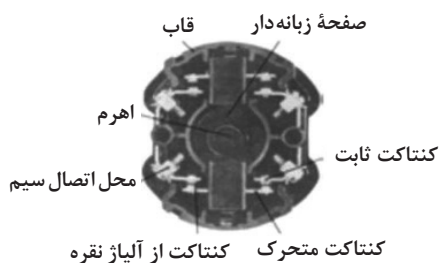 صفحهٔ زبانه‌دار
قاب
اهرم
کنتاکت ثابت
محل اتصال سیم
کنتاکت متحرک
کنتاکت از آلیاژ نقره